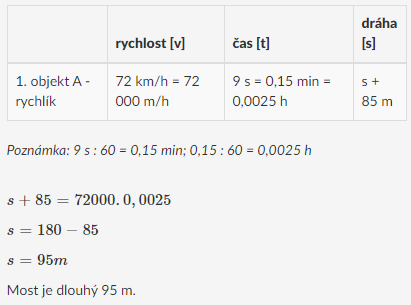 rychlost [v] čas [t] dráha [s]
1. objekt A - rychlík 72 km/h = 72 000 m/h 9 s = 0,15 min = 0,0025 h s + 85 m
Poznámka: 9 s : 60 = 0,15 min; 0,15 : 60 = 0,0025 h
s + 85 = 72000. 0, 0025
s = 180 − 85
s = 95m
Most je dlouhý 95 m.